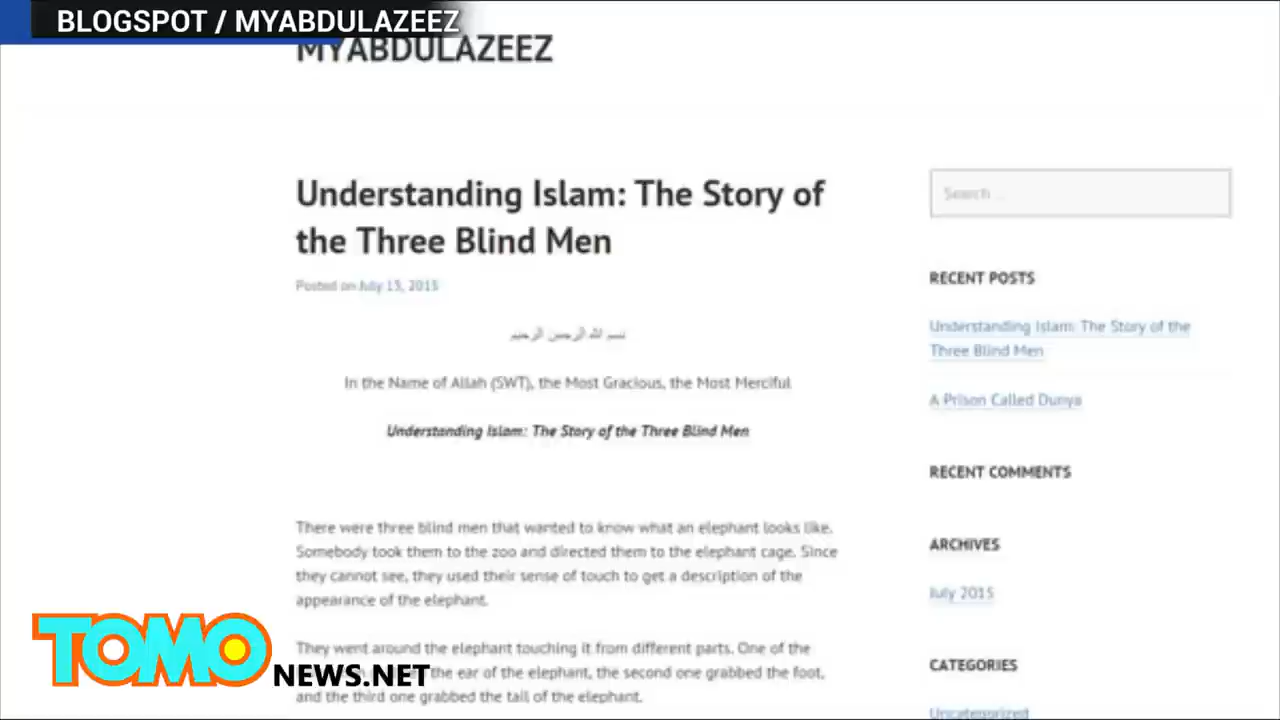 BLOGSPOT / MYABDULAZEEZ
MYABDULAZEEZ
Understanding Islam: The Story of
the Three Blind Men
Posted on July 13, 2015
بسم الله الرحمن الرحيم
In the Name of Allah (SWT), the Most Gracious, the Most Merciful
Understanding Islam: The Story of the Three Blind Men
There were three blind men that wanted to know what an elephant looks like.
Somebody took them to the zoo and directed them to the elephant cage. Since
they cannot see, they used their sense of touch to get a description of the
appearance of the elephant.
They went around the elephant touching it from different parts. One of the
the ear of the elephant, the second one grabbed the foot,
and the third one grabbed the tail of the elephant.
Search ...
RECENT POSTS
Understanding Islam: The Story of the
Three Blind Men
A Prison Called Dunya
RECENT COMMENTS
ARCHIVES
July 2015
CATEGORIES
Uncategorized
TOMO
NEWS.NET